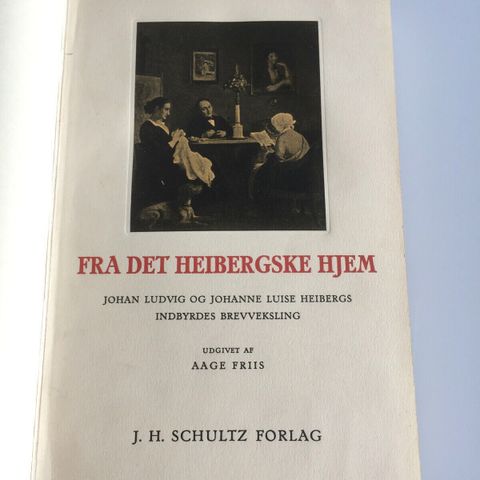 FRA DET HEIBERGSKE HJEM
JOHAN LUDVIG OG JOHANNE LUISE HEIBERGS
INDBYRDES BREVVEKSLING
UDGIVET AF
AAGE FRIIS
J. H. SCHULTZ FORLAG